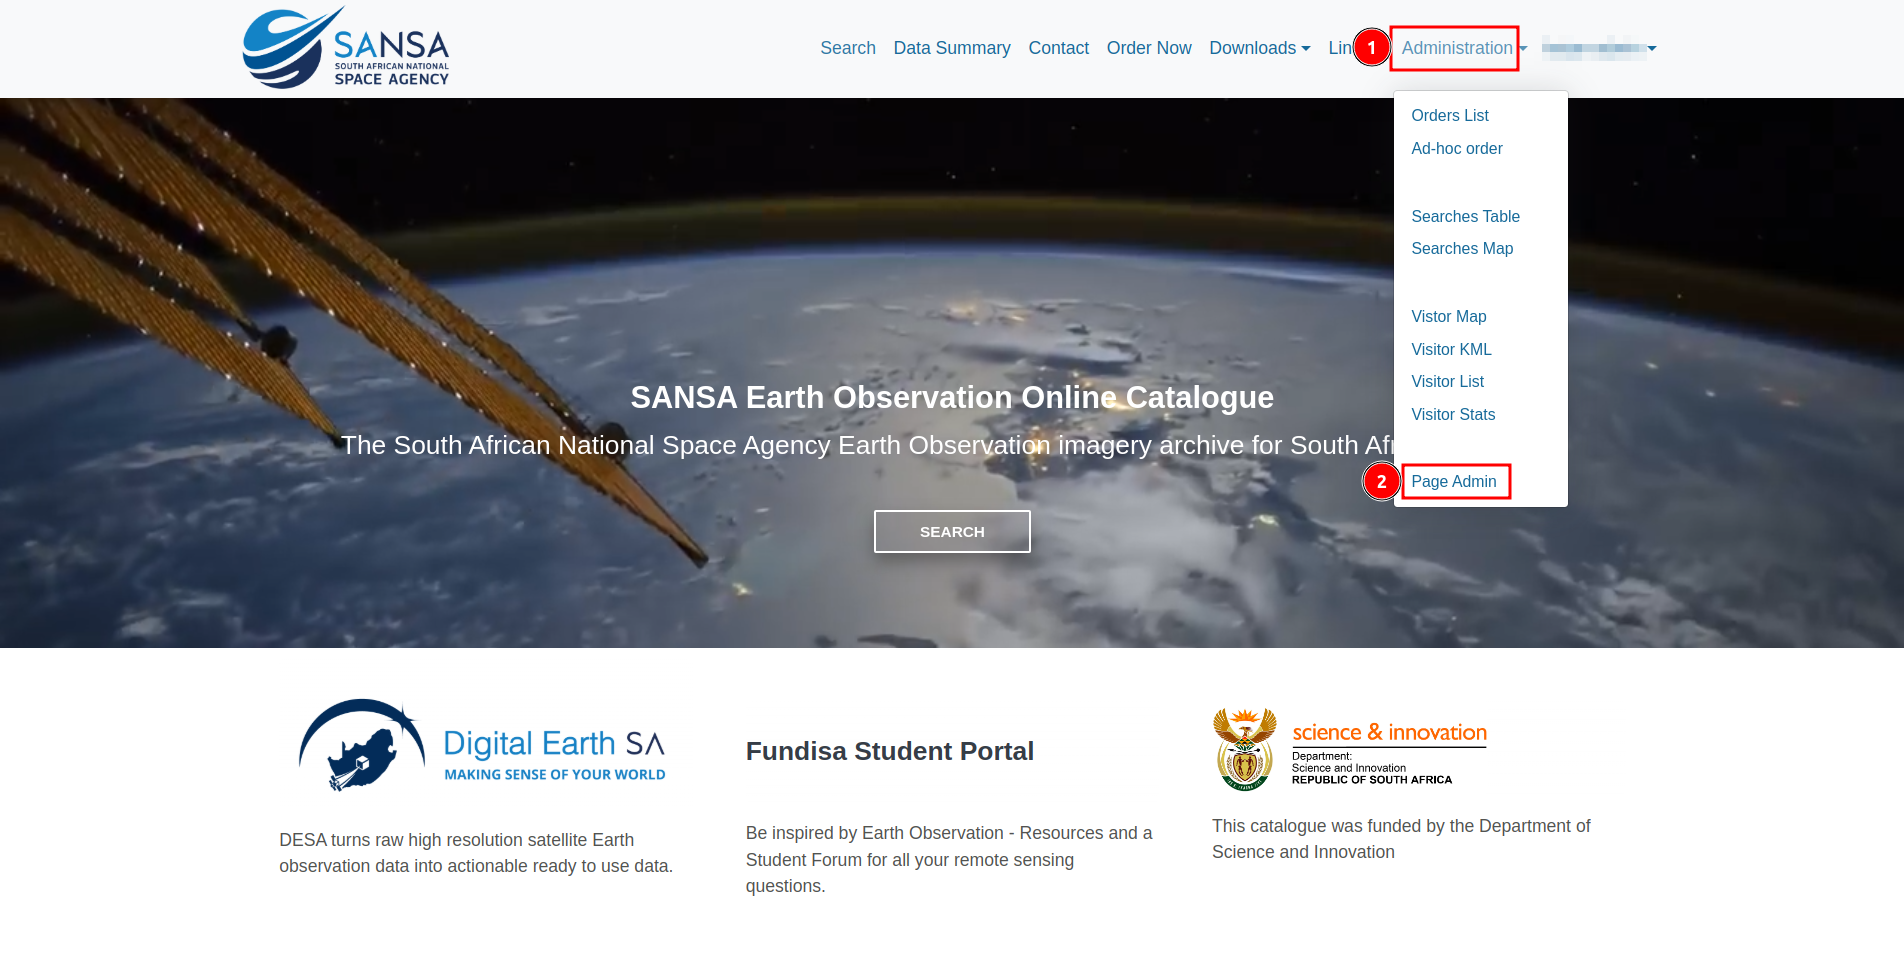 SANSA
SOUTH AFRICAN NATIONAL
SPACE AGENCY
Search Data Summary Contact Order Now Downloads Lin 1 Administration
Orders List
Ad-hoc order
Searches Table
Searches Map
Vistor Map
Visitor KML
Visitor List
Visitor Stats
2 Page Admin
SANSA Earth Observation Online Catalogue
The South African National Space Agency Earth Observation imagery archive for South Afr
SEARCH
Digital Earth SA
MAKING SENSE OF YOUR WORLD
DESA turns raw high resolution satellite Earth
observation data into actionable ready to use data.
Fundisa Student Portal
Be inspired by Earth Observation - Resources and a
Student Forum for all your remote sensing
questions.
science & innovation
Department:
Science and Innovation
REPUBLIC OF SOUTH AFRICA
This catalogue was funded by the Department of
Science and Innovation